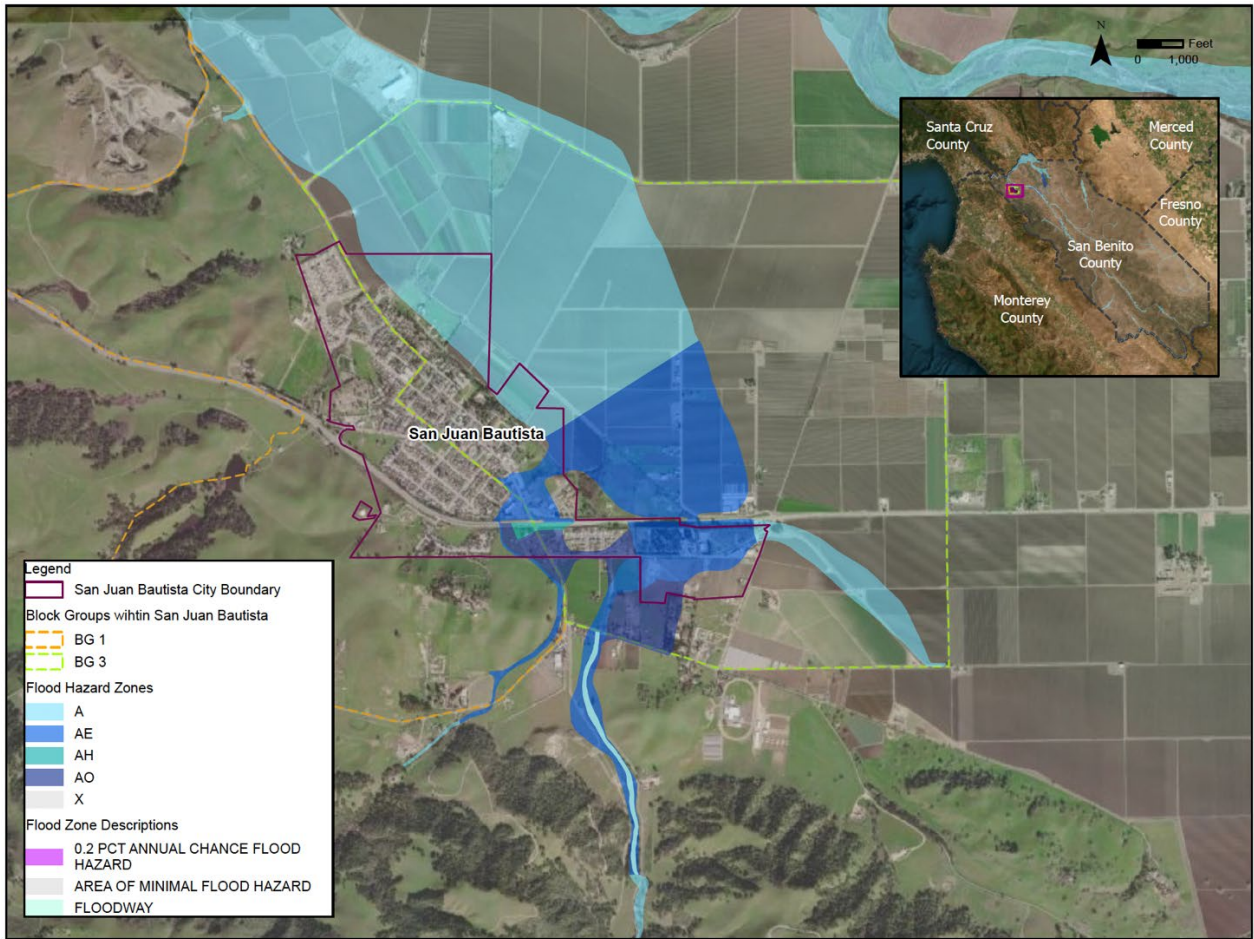 N
Feet
0 1,000
Santa Cruz
County
Merced
County
Fresno
County
San Benito
County
Monterey
County
San Juan Bautista
Legend
San Juan Bautista City Boundary
Block Groups wihtin San Juan Bautista
BG 1
BG 3
Flood Hazard Zones
A
AE
AH
AO
X
Flood Zone Descriptions
0.2 PCT ANNUAL CHANCE FLOOD
HAZARD
AREA OF MINIMAL FLOOD HAZARD
FLOODWAY